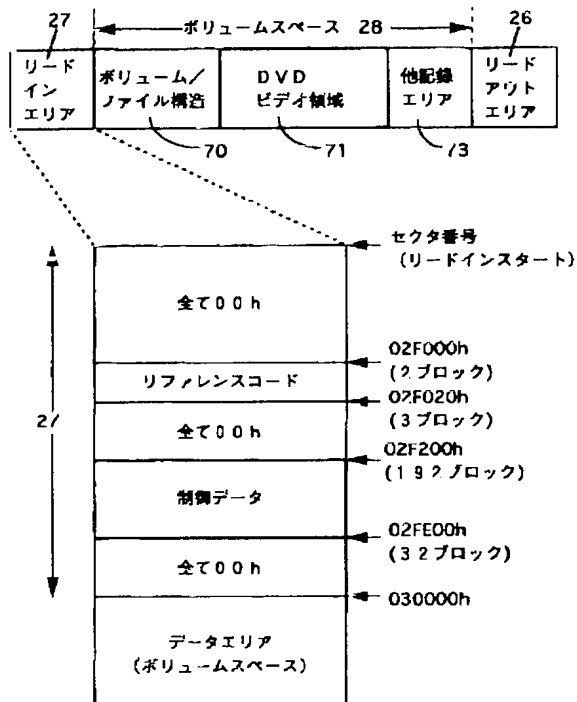 27
ボリュームスペース 28
26
リード
イン
エリア
ボリューム／
ファイル構造
DVD
ビデオ領域
他記録
エリア
リード
アウト
エリア
70
71
73
セクタ番号
(リードインスタート)
全て00h
02F000h
(2ブロック)
リファレンスコード
02F020h
(3ブロック)
27
全て00h
02F200h
(192ブロック)
制御データ
02FE00h
(32ブロック)
全て00h
030000h
データエリア
(ボリュームスペース)